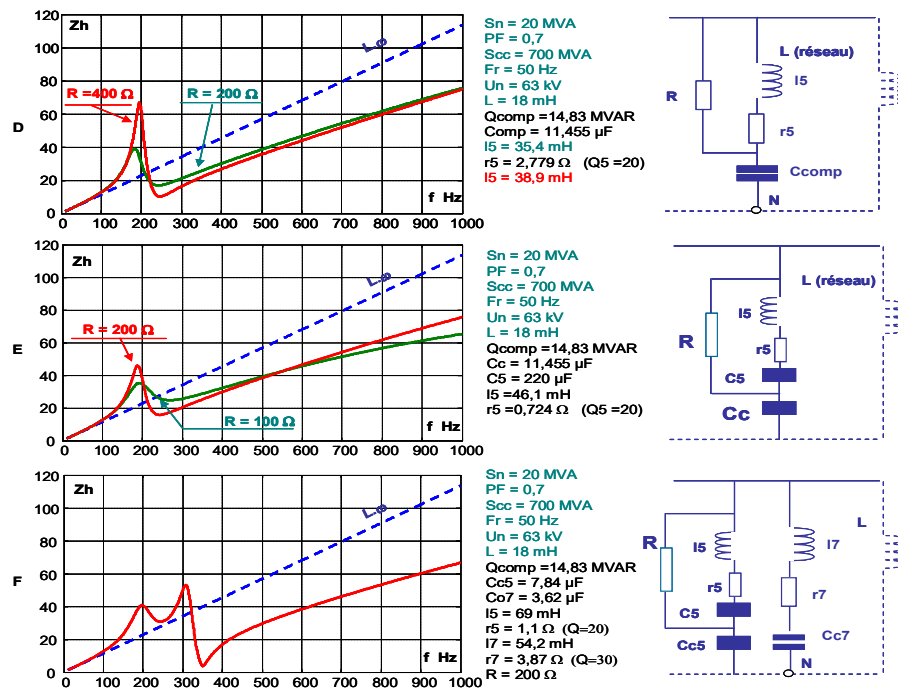 120
Zh
100
80
60
40
20
0
0 100 200 300 400 500 600 700 800 900 1000
f Hz
L.ω
R =400 Ω
R = 200 Ω
D
Sn = 20 MVA
PF = 0,7
Scc = 700 MVA
Fr = 50 Hz
Un = 63 kV
L = 18 mH
Qcomp =14,83 MVAR
Comp = 11,455 µF
l5 = 35,4 mH
r5 = 2,779 Ω (Q5 =20)
l5 = 38,9 mH
L (réseau)
l5
R
r5
Ccomp
N
120
Zh
100
80
60
40
20
0
0 100 200 300 400 500 600 700 800 900 1000
f Hz
L.ω
R = 200 Ω
R = 100 Ω
E
Sn = 20 MVA
PF = 0,7
Scc = 700 MVA
Fr = 50 Hz
Un = 63 kV
L = 18 mH
Qcomp =14,83 MVAR
Cc = 11,455 µF
C5 = 220 µF
l5 =46,1 mH
r5 =0,724 Ω (Q5 =20)
L (réseau)
l5
R
r5
C5
Cc
120
Zh
100
80
60
40
20
0
0 100 200 300 400 500 600 700 800 900 1000
f Hz
L.ω
F
Sn = 20 MVA
PF = 0,7
Scc = 700 MVA
Fr = 50 Hz
Un = 63 kV
L = 18 mH
Qcomp =14,83 MVAR
Cc5 = 7,84 µF
Co7 = 3,62 µF
l5 = 69 mH
r5 = 1,1 Ω (Q=20)
l7 = 54,2 mH
r7 = 3,87 Ω (Q=30)
R = 200 Ω
L
R
l5
l7
r5
r7
C5
Cc5
Cc7
N